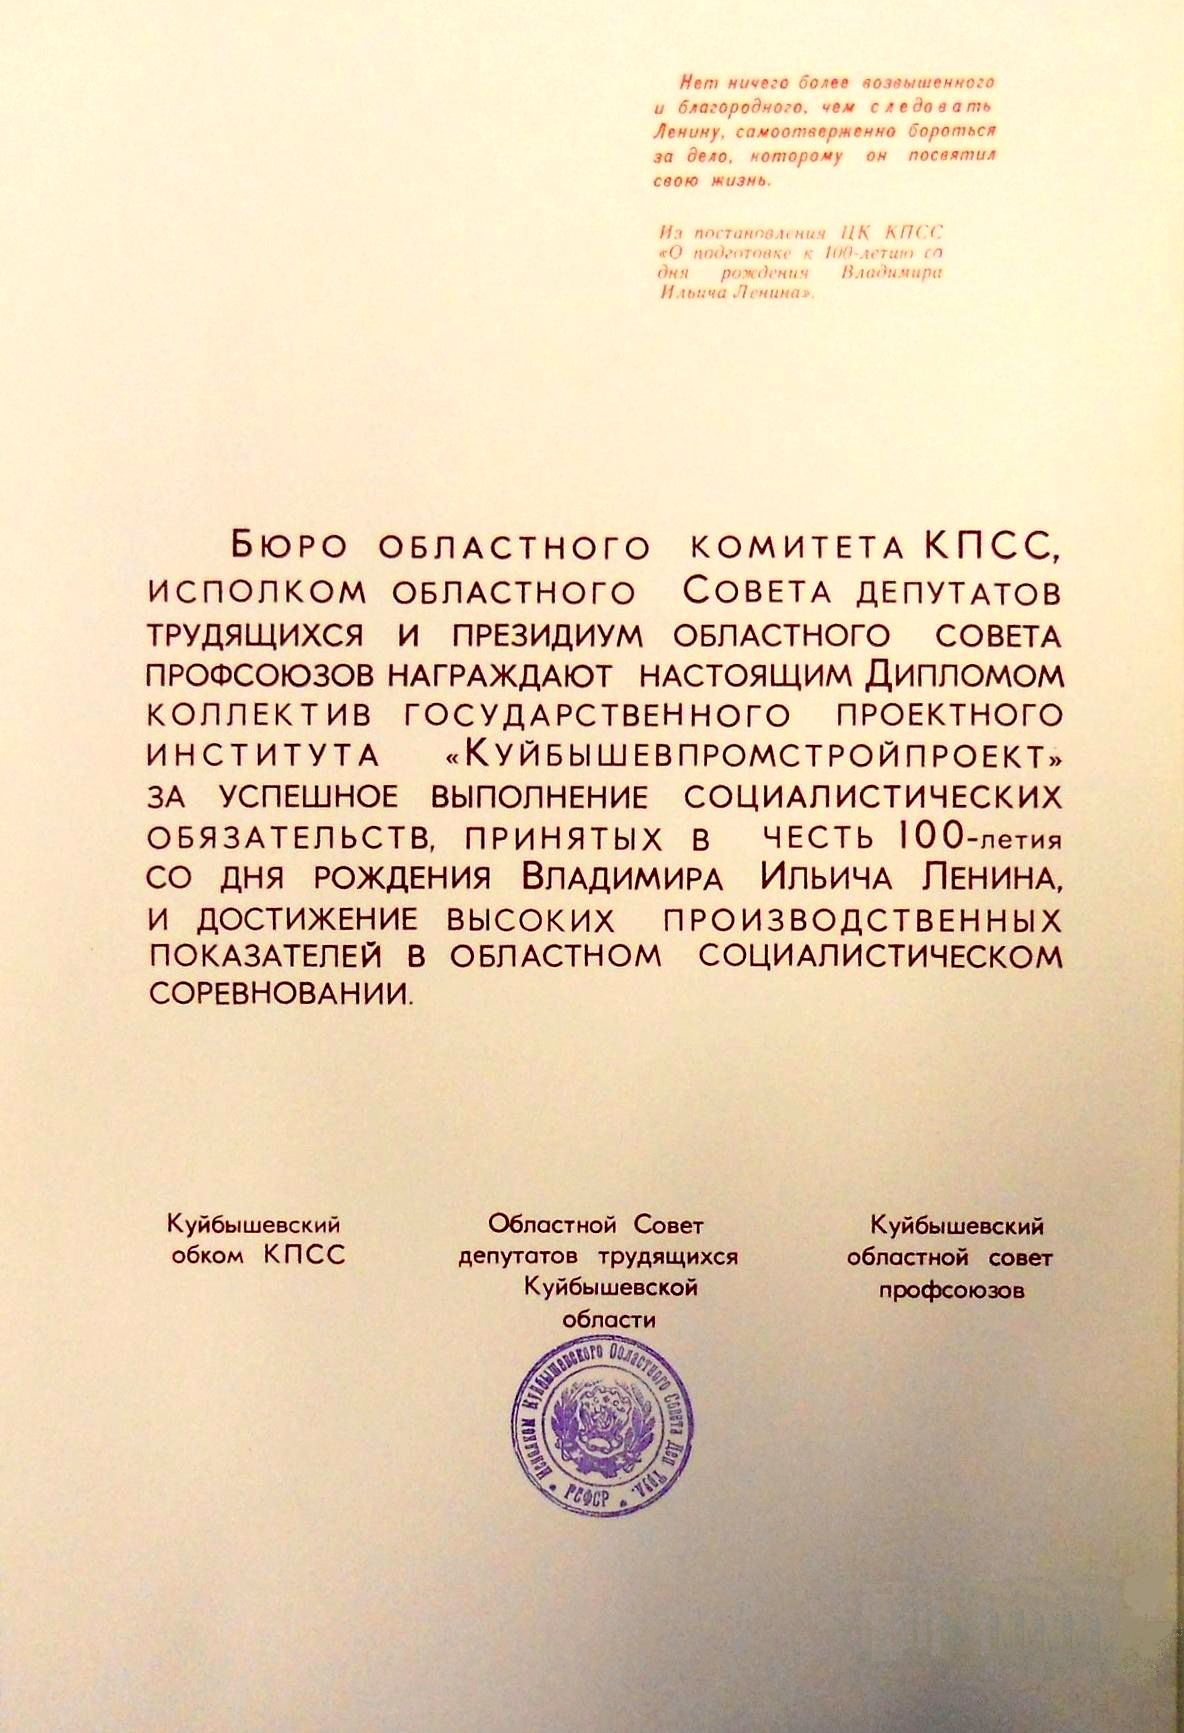 Нет ничего более возвышенного
и благородного, чем следовать
Ленину, самоотверженно бороться
за дело, которому он посвятил
свою жизнь.
Из постановления ЦК КПСС
«О подготовке к 100-летию со
дня рождения Владимира
Ильича Ленина».
Бюро областного комитета КПСС,
исполком областного Совета депутатов
трудящихся и президиум областного совета
профсоюзов награждают настоящим Дипломом
коллектив государственного проектного
института «Куйбышевпромстройпроект»
за успешное выполнение социалистических
обязательств, принятых в честь 100-летия
со дня рождения Владимира Ильича Ленина,
и достижение высоких производственных
показателей в областном социалистическом
соревновании.
Куйбышевский
обком КПСС
Областной Совет
депутатов трудящихся
Куйбышевской
области
Куйбышевский
областной совет
профсоюзов
Исполком Куйбышевского Областного Совета Деп. Труд.
РСФСР